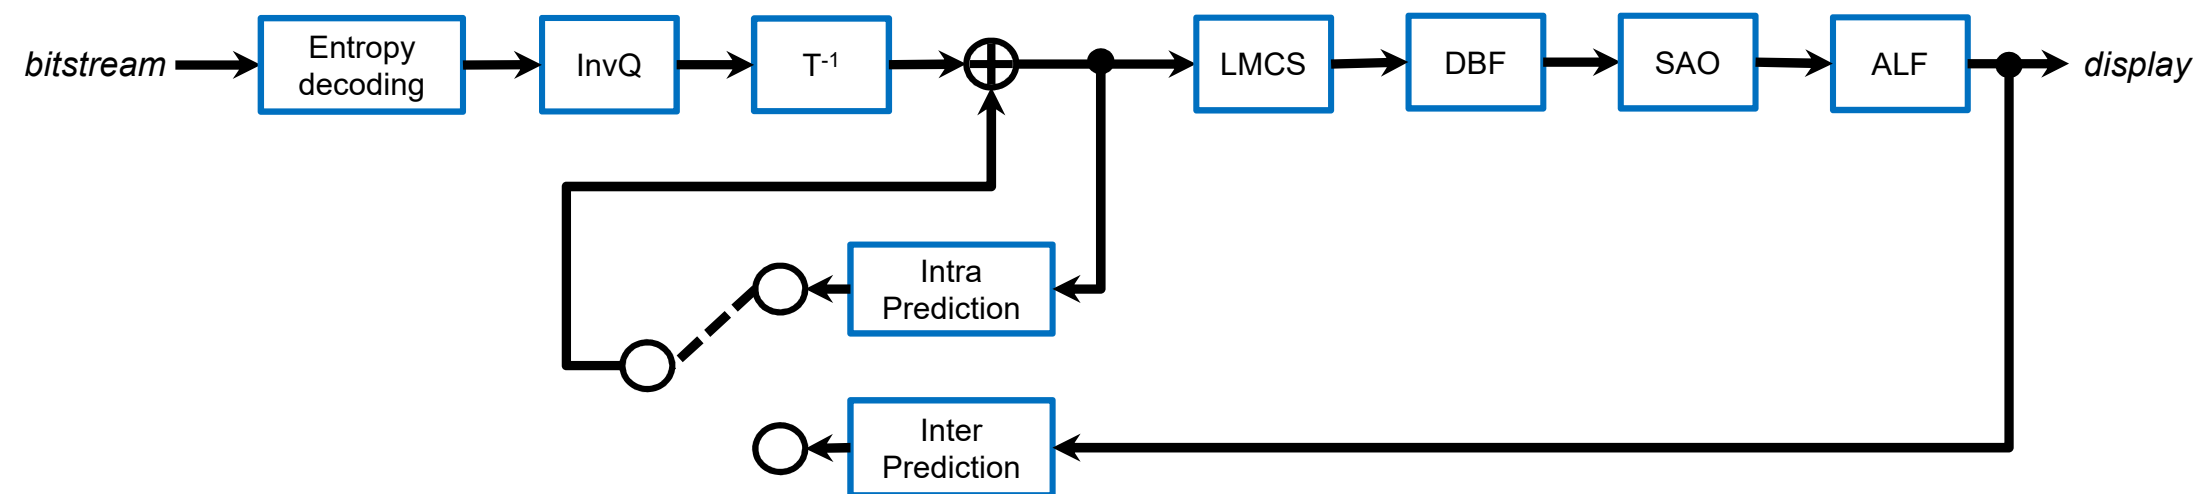 bitstream
Entropy
decoding
InvQ
T-1
LMCS
DBF
SAO
ALF
display
Intra
Prediction
Inter
Prediction